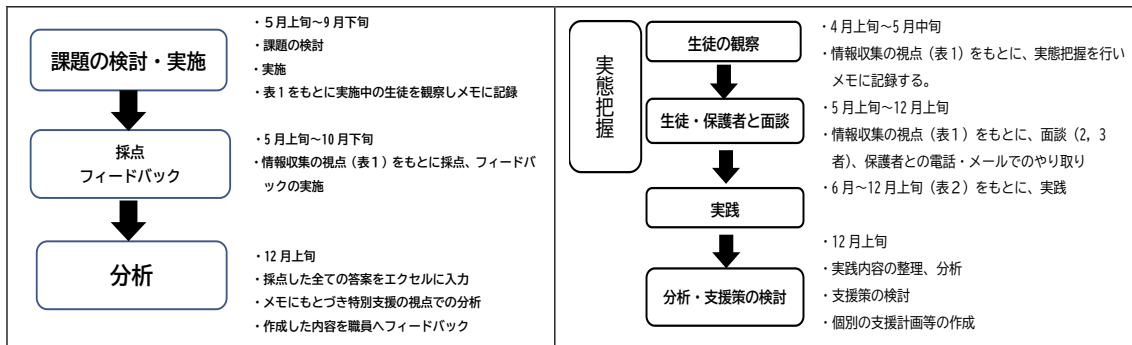 課題の検討・実施
・5月上旬～9月下旬
・課題の検討
・実施
・表1をもとに実施中の生徒を観察しメモに記録
採点
フィードバック
・5月上旬～10月下旬
・情報収集の視点（表1）をもとに採点、フィードバ
ックの実施
分析
・12月上旬
・採点した全ての答案をエクセルに入力
・メモにもとづき特別支援の視点での分析
・作成した内容を職員へフィードバック
実態把握
生徒の観察
・4月上旬～5月中旬
・情報収集の視点（表1）をもとに、実態把握を行い
メモに記録する。
生徒・保護者と面談
・5月上旬～12月上旬
・情報収集の視点（表1）をもとに、面談（2，3
者）、保護者との電話・メールでのやり取り
・6月～12月上旬（表2）をもとに、実践
実践
分析・支援策の検討
・12月上旬
・実践内容の整理、分析
・支援策の検討
・個別の支援計画等の作成